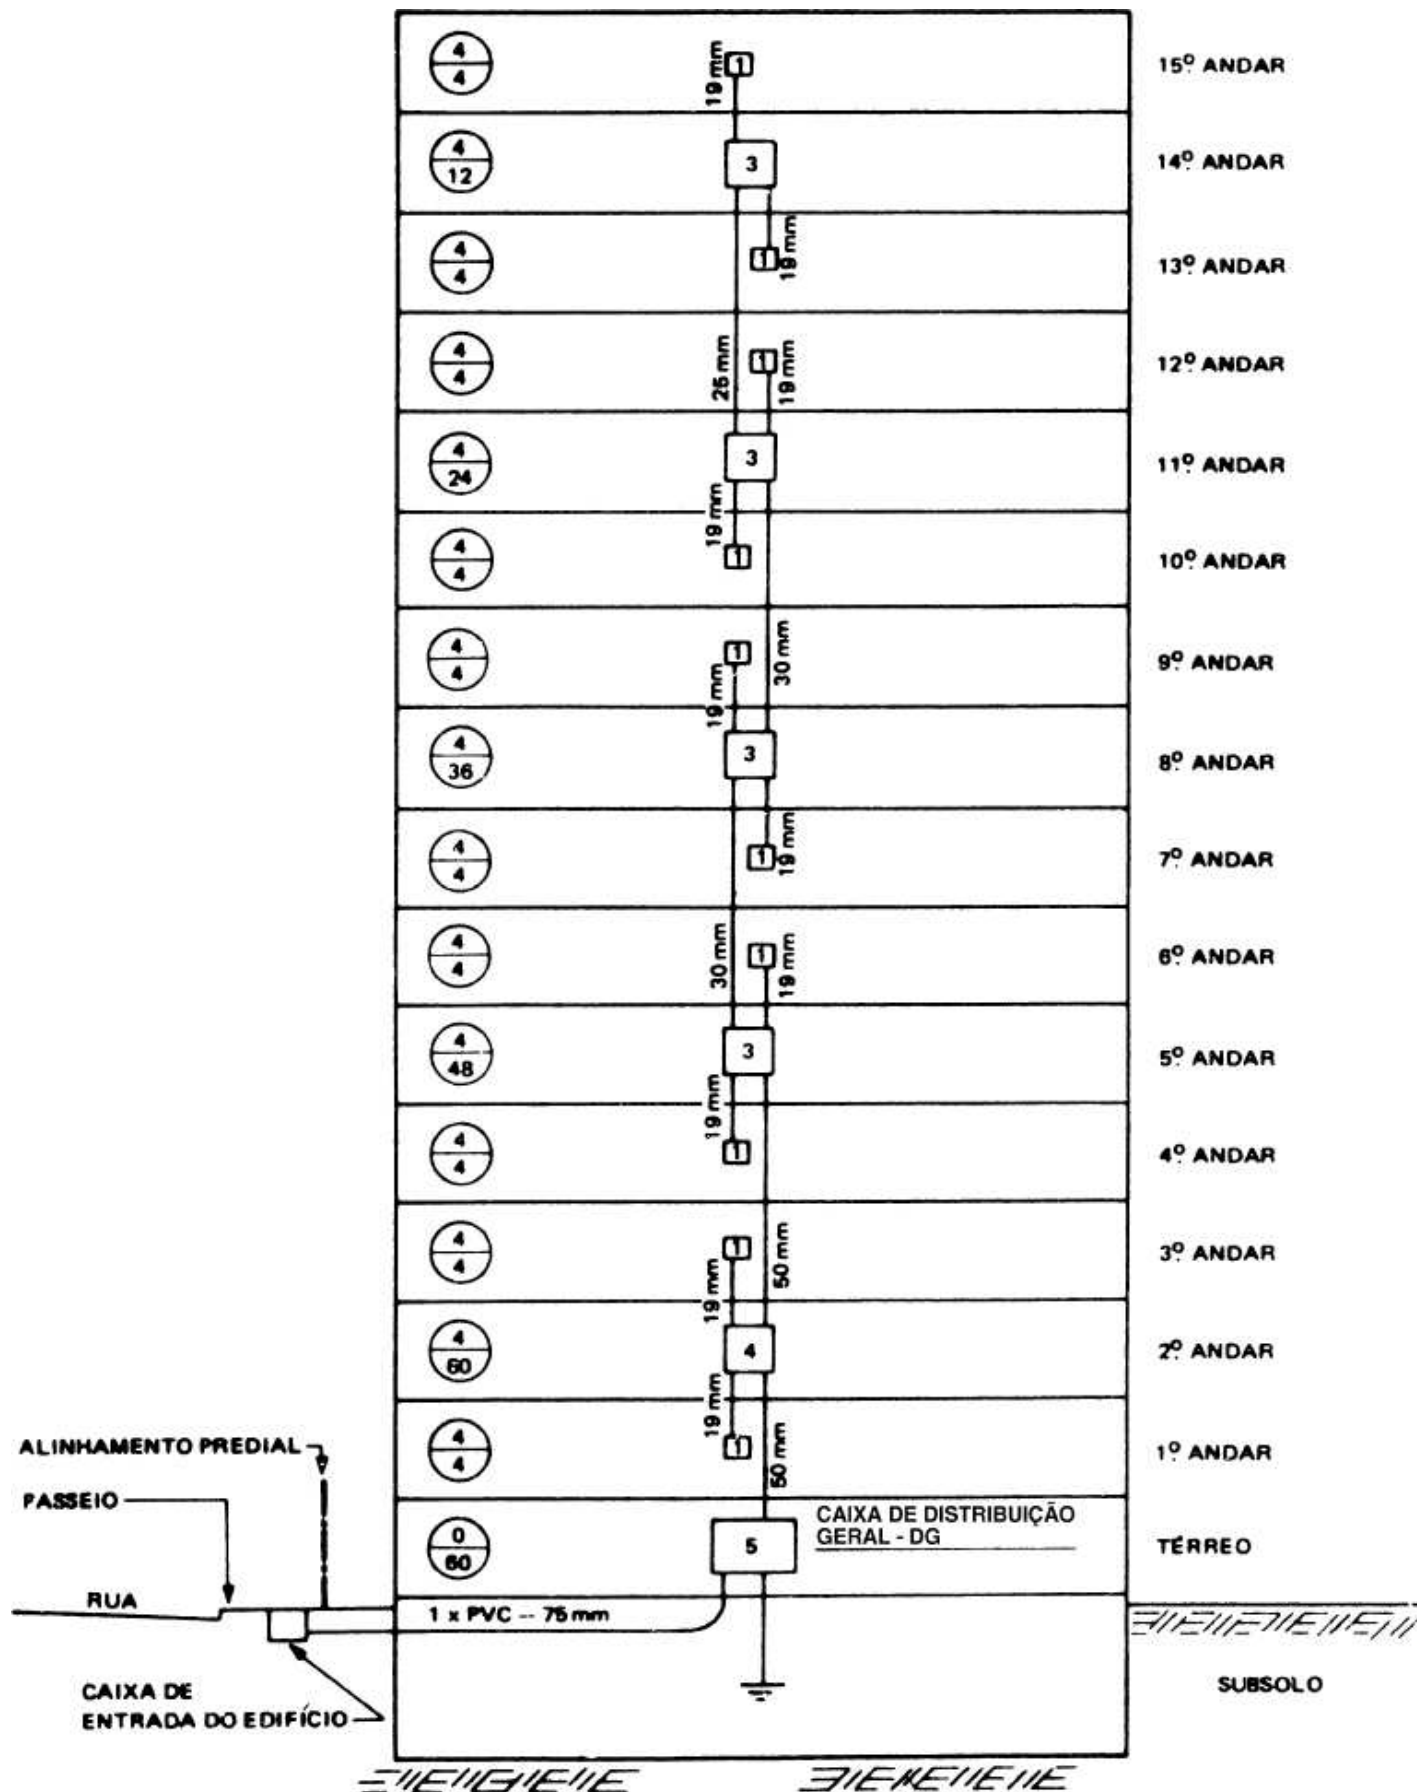 4
4
19 mm
1
15º ANDAR
4
12
3
14º ANDAR
4
4
1
19 mm
13º ANDAR
4
4
25 mm
1
19 mm
12º ANDAR
4
24
3
11º ANDAR
4
4
19 mm
1
10º ANDAR
4
4
1
19 mm
30 mm
9º ANDAR
4
36
3
8º ANDAR
4
4
1
19 mm
7º ANDAR
4
4
30 mm
1
19 mm
6º ANDAR
4
48
3
5º ANDAR
4
4
19 mm
1
4º ANDAR
4
4
1
19 mm
50 mm
3º ANDAR
4
60
4
2º ANDAR
4
4
19 mm
1
50 mm
1º ANDAR
ALINHAMENTO PREDIAL
PASSEIO
0
60
5
CAIXA DE DISTRIBUIÇÃO
GERAL - DG
TÉRREO
RUA
1 x PVC -- 75 mm
CAIXA DE
ENTRADA DO EDIFÍCIO
SUBSOLO